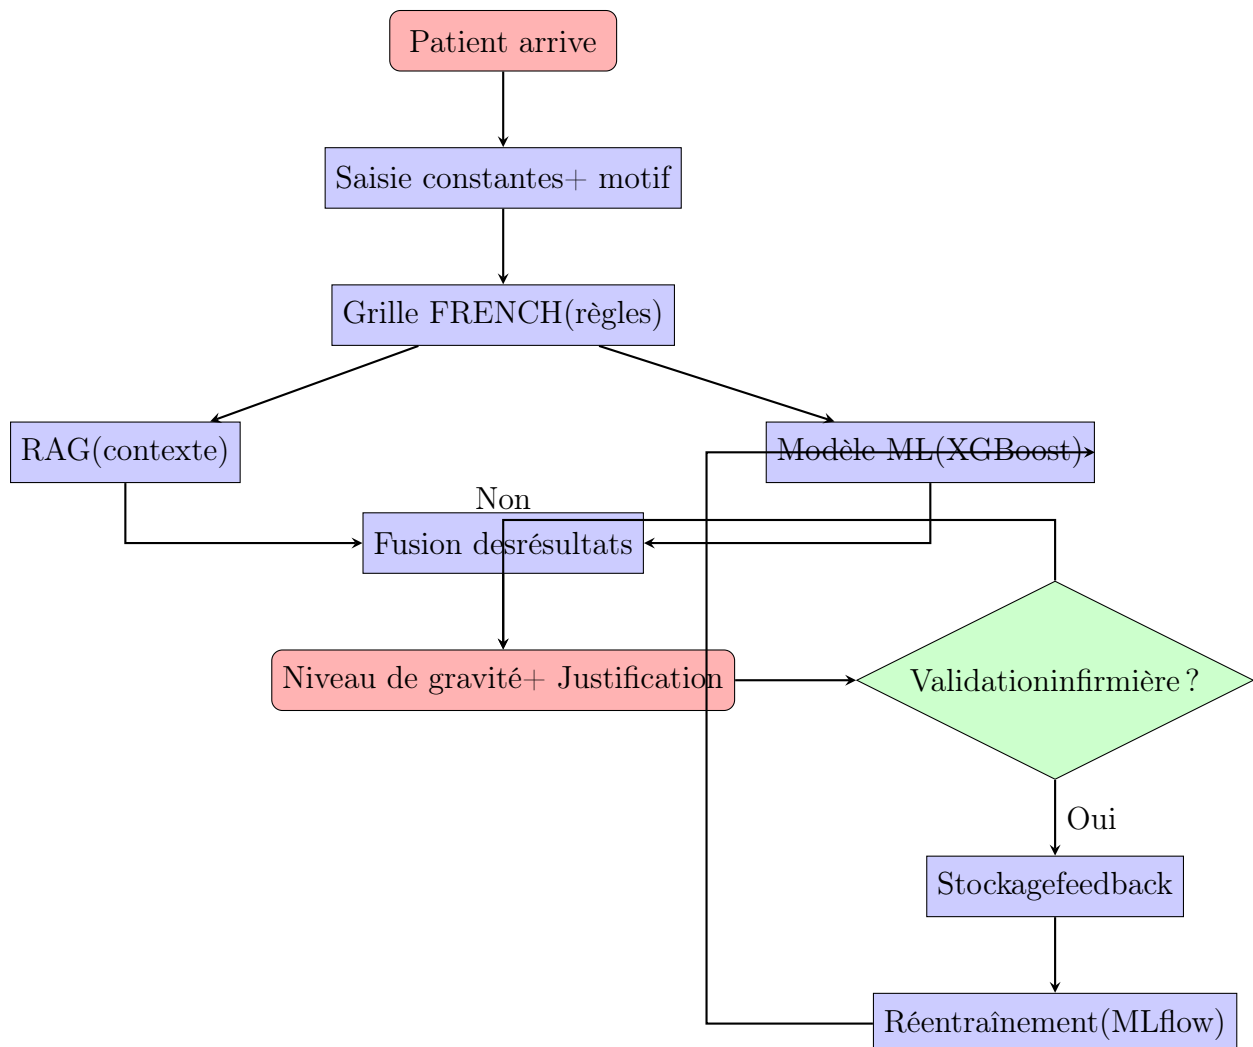 Patient arrive
Saisie constantes+ motif
Grille FRENCH(règles)
RAG(contexte)
Modèle ML(XGBoost)
Non
Fusion desrésultats
Niveau de gravité+ Justification
Validationinfirmière ?
Oui
Stockagefeedback
Réentraînement(MLflow)